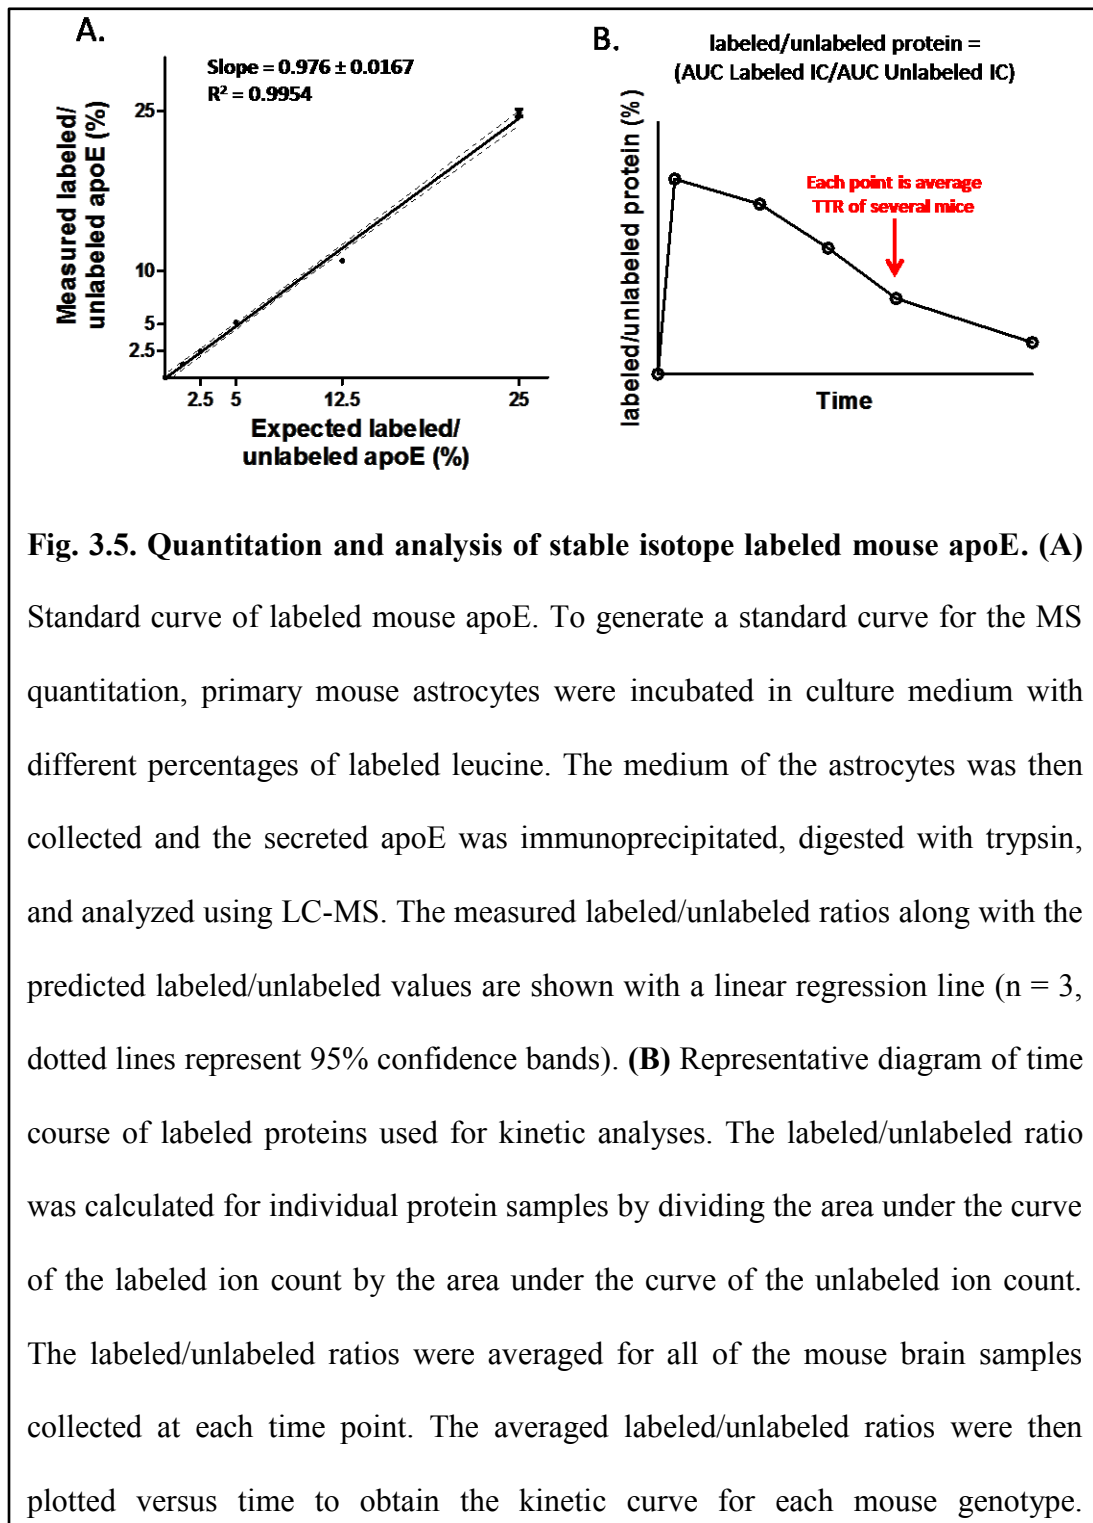 A.
Slope = 0.976 ± 0.0167
R² = 0.9954
Measured labeled/
unlabeled apoE (%)
25
10
5
2.5
2.5 5 12.5 25
Expected labeled/
unlabeled apoE (%)
B.
labeled/unlabeled protein =
(AUC Labeled IC/AUC Unlabeled IC)
labeled/unlabeled protein (%)
Each point is average
TTR of several mice
Time
Fig. 3.5. Quantitation and analysis of stable isotope labeled mouse apoE. (A)
Standard curve of labeled mouse apoE. To generate a standard curve for the MS
quantitation, primary mouse astrocytes were incubated in culture medium with
different percentages of labeled leucine. The medium of the astrocytes was then
collected and the secreted apoE was immunoprecipitated, digested with trypsin,
and analyzed using LC-MS. The measured labeled/unlabeled ratios along with the
predicted labeled/unlabeled values are shown with a linear regression line (n = 3,
dotted lines represent 95% confidence bands). (B) Representative diagram of time
course of labeled proteins used for kinetic analyses. The labeled/unlabeled ratio
was calculated for individual protein samples by dividing the area under the curve
of the labeled ion count by the area under the curve of the unlabeled ion count.
The labeled/unlabeled ratios were averaged for all of the mouse brain samples
collected at each time point. The averaged labeled/unlabeled ratios were then
plotted versus time to obtain the kinetic curve for each mouse genotype.